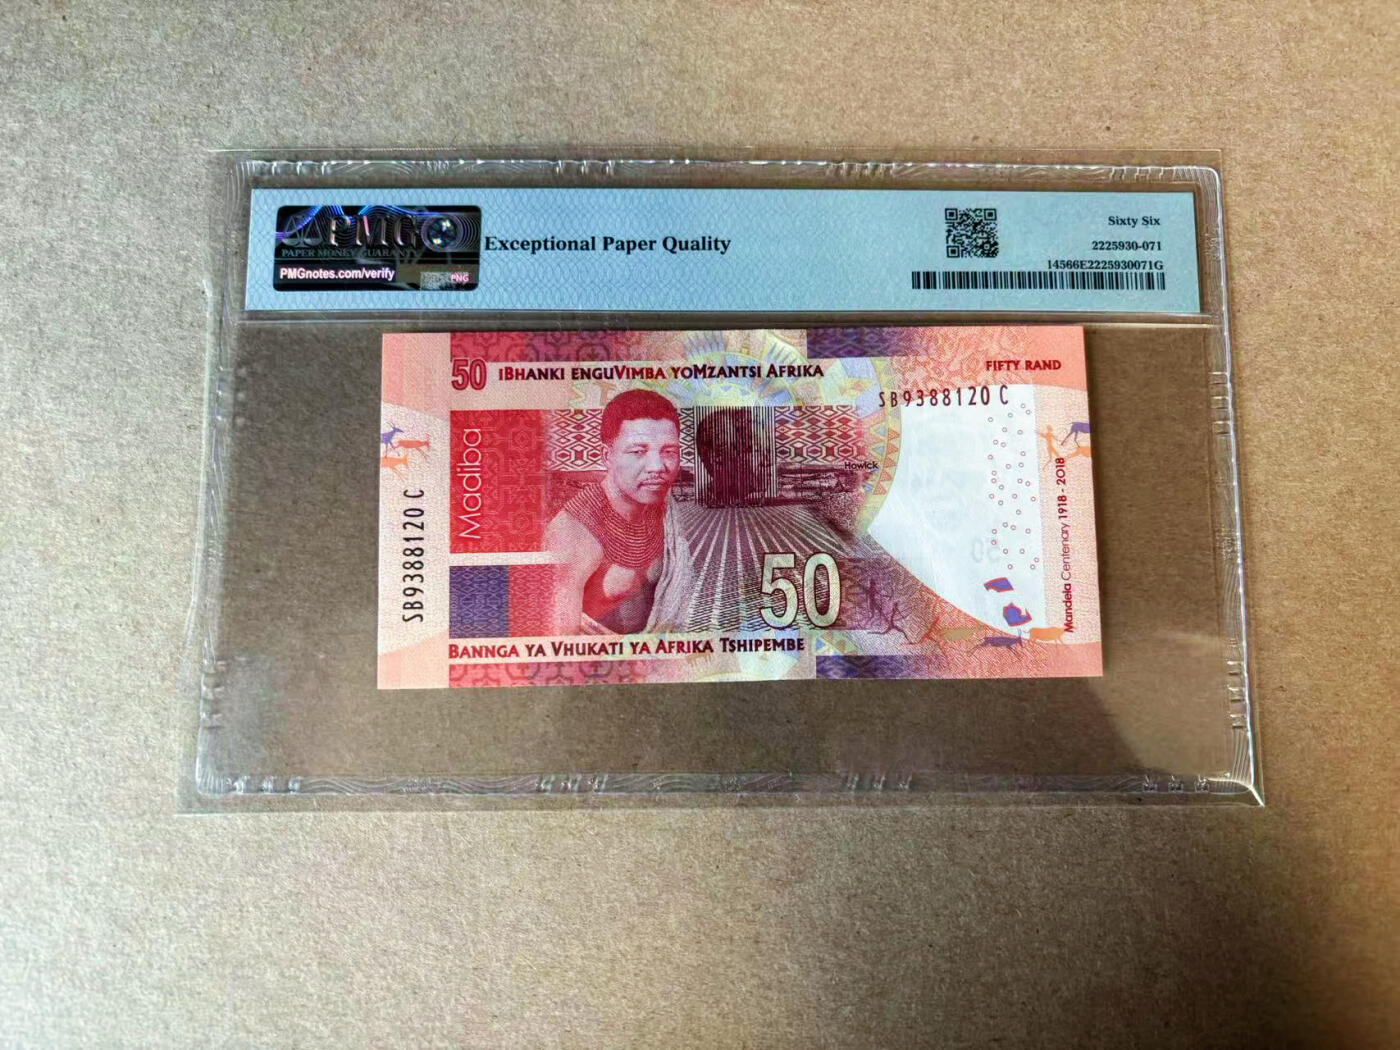 PMG
PAPER MONEY GUARANTY
PMGnotes.com/verify
PNG
Exceptional Paper Quality
Sixty Six
2225930-071
14566E2225930071G
50 iBHANKI ENGUVIMBA YOMZANTSI AFRIKA
FIFTY RAND
SB9388120 C
Madiba
Howick
SB9388120 C
50
50
Mandela Centenary 1918 - 2018
BANNGA YA VHUKATI YA AFRIKA TSHIPEMBE